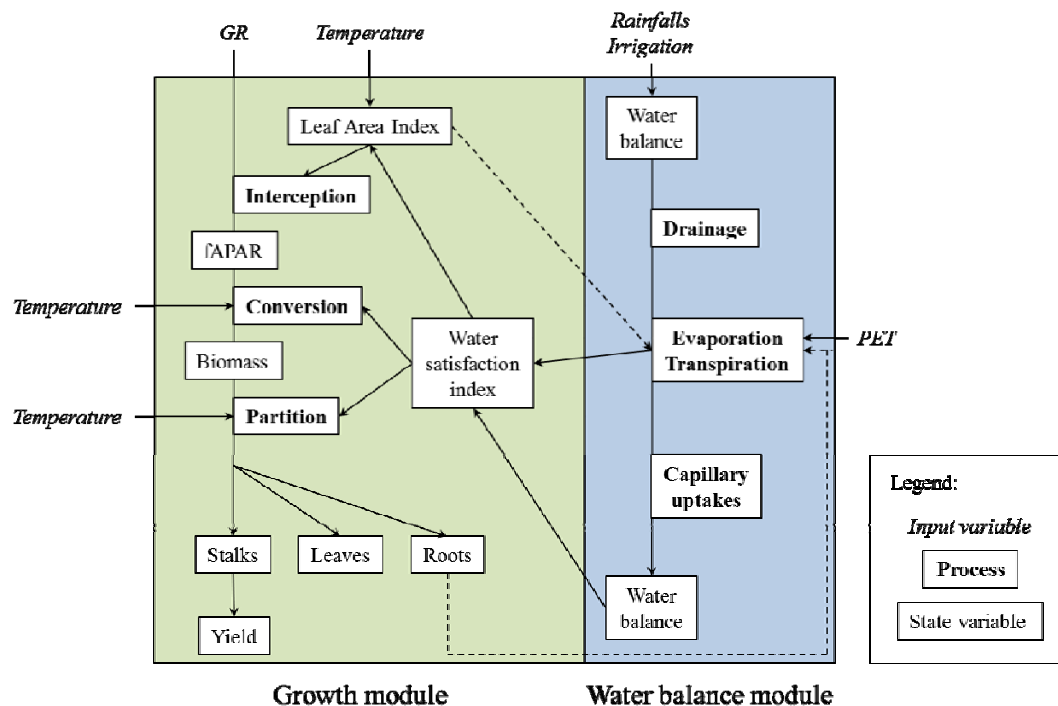 GR
Temperature
Rainfalls
Irrigation
Leaf Area Index
Water
balance
Interception
Drainage
fAPAR
Temperature
Conversion
Water
satisfaction
index
Evaporation
Transpiration
PET
Biomass
Temperature
Partition
Capillary
uptakes
Legend:
Input variable
Process
State variable
Stalks
Leaves
Roots
Water
balance
Yield
Growth module
Water balance module